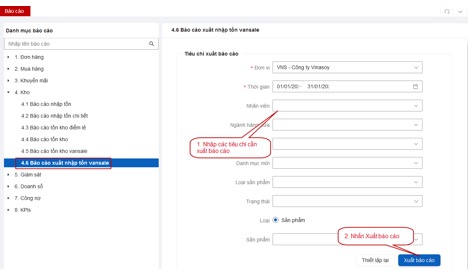 Báo cáo
Danh mục báo cáo
Nhập tên báo cáo
1. Đơn hàng
2. Mua hàng
3. Khuyến mãi
4. Kho
4.1 Báo cáo nhập tồn
4.2 Báo cáo nhập tồn chi tiết
4.3 Báo cáo tồn kho điểm lẻ
4.4 Báo cáo tồn kho
4.5 Báo cáo tồn kho vansale
4.6 Báo cáo xuất nhập tồn vansale
5. Giám sát
6. Doanh số
7. Công nợ
8. KPIs
4.6 Báo cáo xuất nhập tồn vansale
Tiêu chí xuất báo cáo
* Đơn vị VNS - Công ty Vinasoy
* Thời gian 01/01/20 - 31/01/20
Nhân viên
Ngành hàng
1. Nhập các tiêu chí cần
xuất báo cáo
Danh mục mới
Loại sản phẩm
Trạng thái
Loại Sản phẩm
Sản phẩm
2. Nhấn Xuất báo cáo
Thiết lập lại Xuất báo cáo